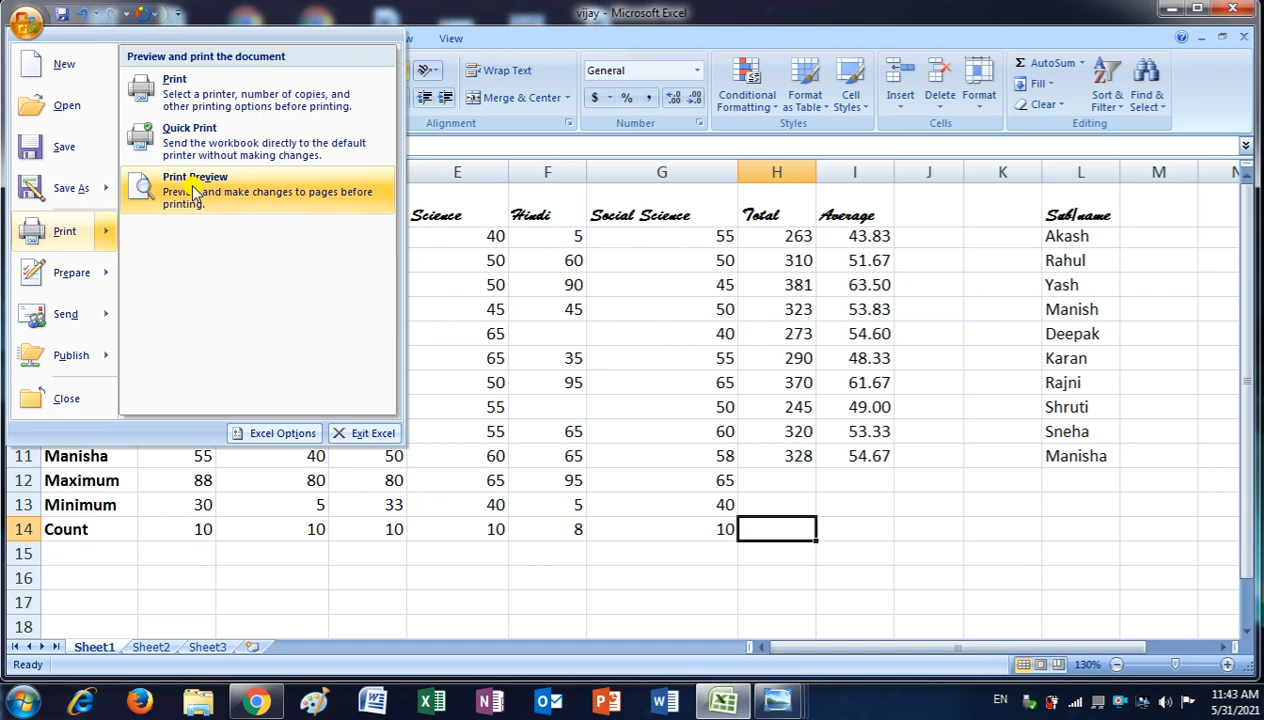 vijay - Microsoft Excel
View
New
Open
Save
Save As
Print
Prepare
Send
Publish
Close
Preview and print the document
Print
Select a printer, number of copies, and
other printing options before printing.
Quick Print
Send the workbook directly to the default
printer without making changes.
Print Preview
Preview and make changes to pages before
printing.
Excel Options
Exit Excel
Wrap Text
Merge & Center
Alignment
General
$ % ,
Number
Conditional Formatting
Format as Table
Cell Styles
Styles
Insert
Delete
Format
Cells
Σ AutoSum
Fill
Clear
Sort & Filter
Find & Select
Editing
E F G H I J K L M N
Science Hindi Social Science Total Average Sub/name
40 5 55 263 43.83 Akash
50 60 50 310 51.67 Rahul
50 90 45 381 63.50 Yash
45 45 50 323 53.83 Manish
65 40 273 54.60 Deepak
65 35 55 290 48.33 Karan
50 95 65 370 61.67 Rajni
55 50 245 49.00 Shruti
55 65 60 320 53.33 Sneha
11 Manisha 55 40 50 60 65 58 328 54.67 Manisha
12 Maximum 88 80 80 65 95 65
13 Minimum 30 5 33 40 5 40
14 Count 10 10 10 10 8 10
15
16
17
18
Sheet1 Sheet2 Sheet3
Ready
130%
EN
11:43 AM
5/31/2021